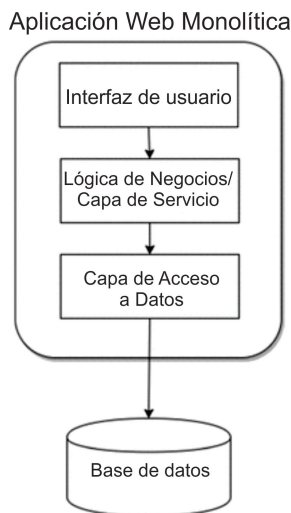 Aplicación Web Monolítica
Interfaz de usuario
Lógica de Negocios/
Capa de Servicio
Capa de Acceso
a Datos
Base de datos